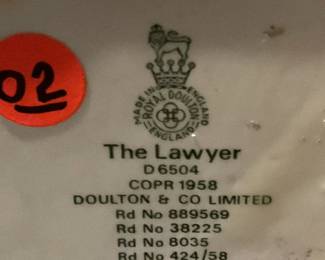 02
MADE IN ENGLAND
ROYAL DOULTON
ENGLAND
The Lawyer
D 6504
COPR 1958
DOULTON & CO LIMITED
Rd No 889569
Rd No 38225
Rd No 8035
Rd No 424/58